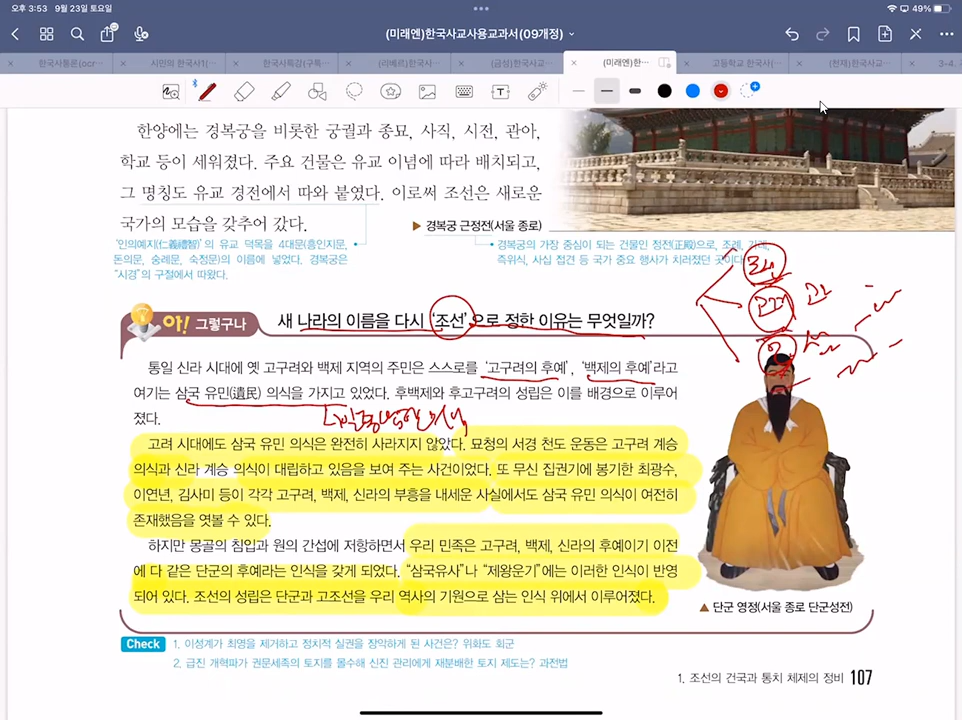 오후 3:53 9월 23일 토요일
49%
(미래엔)한국사교사용교과서(09개정)
한국사통론(ocr... 시민의 한국사1(... 한국사특강(구독... (리베르)한국사... (금성)한국사교... (미래엔)한... 고등학교 한국사(... (천재)한국사교... 3-4.
한양에는 경복궁을 비롯한 궁궐과 종묘, 사직, 시전, 관아,
학교 등이 세워졌다. 주요 건물은 유교 이념에 따라 배치되고,
그 명칭도 유교 경전에서 따와 붙였다. 이로써 조선은 새로운
국가의 모습을 갖추어 갔다.
▶ 경복궁 근정전(서울 종로)
'인의예지(仁義禮智)'의 유교 덕목을 4대문(흥인지문,
돈의문, 숭례문, 숙정문)의 이름에 넣었다. 경복궁은
"시경"의 구절에서 따왔다.
경복궁의 가장 중심이 되는 건물인 정전(正殿)으로, 조례,
즉위식, 사십 접견 등 국가 중요 행사가 치러졌던 곳이다.
아! 그렇구나 새 나라의 이름을 다시 '조선'으로 정한 이유는 무엇일까?
통일 신라 시대에 옛 고구려와 백제 지역의 주민은 스스로를 '고구려의 후예', '백제의 후예'라고
여기는 삼국 유민(遺民) 의식을 가지고 있었다. 후백제와 후고구려의 성립은 이를 배경으로 이루어
졌다.
고려 시대에도 삼국 유민 의식은 완전히 사라지지 않았다. 묘청의 서경 천도 운동은 고구려 계승
의식과 신라 계승 의식이 대립하고 있음을 보여 주는 사건이었다. 또 무신 집권기에 봉기한 최광수,
이연년, 김사미 등이 각각 고구려, 백제, 신라의 부흥을 내세운 사실에서도 삼국 유민 의식이 여전히
존재했음을 엿볼 수 있다.
하지만 몽골의 침입과 원의 간섭에 저항하면서 우리 민족은 고구려, 백제, 신라의 후예이기 이전
에 다 같은 단군의 후예라는 인식을 갖게 되었다. "삼국유사"나 "제왕운기"에는 이러한 인식이 반영
되어 있다. 조선의 성립은 단군과 고조선을 우리 역사의 기원으로 삼는 인식 위에서 이루어졌다.
▲ 단군 영정(서울 종로 단군성전)
Check 1. 이성계가 최영을 제거하고 정치적 실권을 장악하게 된 사건은? 위화도 회군
2. 급진 개혁파가 권문세족의 토지를 몰수해 신진 관리에게 재분배한 토지 제도는? 과전법
1. 조선의 건국과 통치 체제의 정비 107